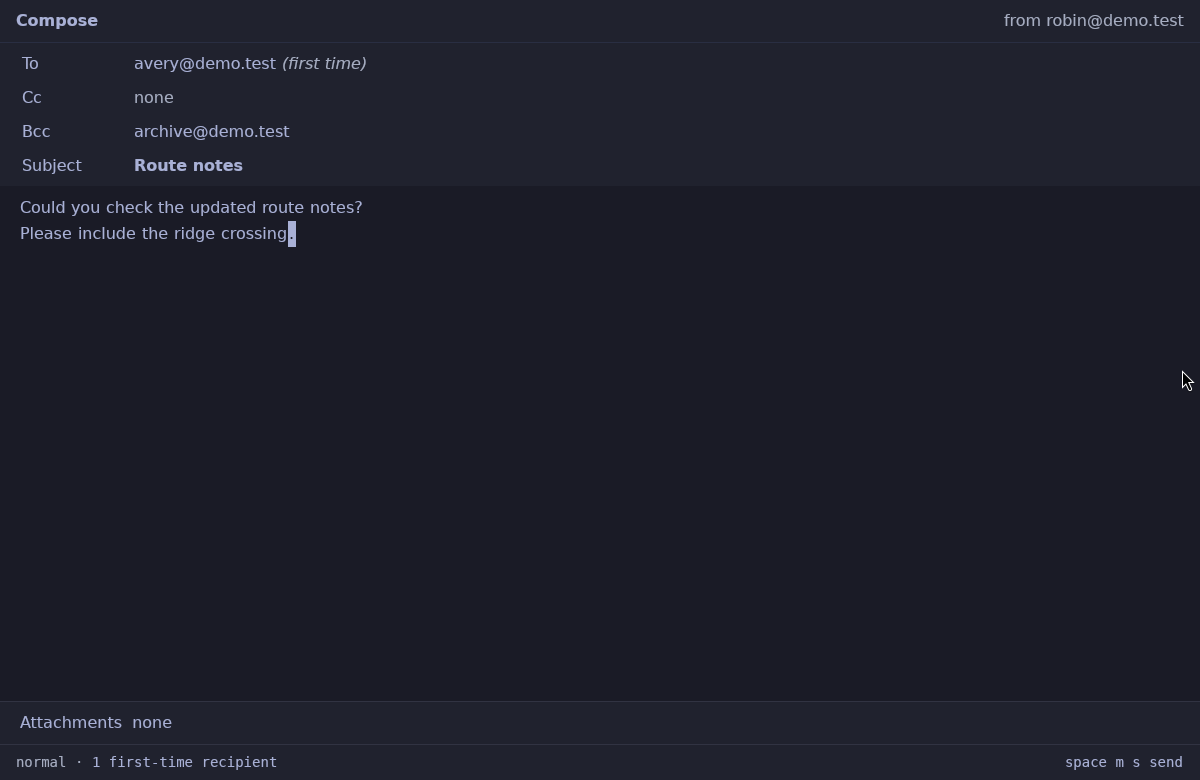 Compose from robin@demo.test
To avery@demo.test (first time)
Cc none
Bcc archive@demo.test
Subject Route notes
Could you check the updated route notes?
Please include the ridge crossing.
Attachments none
normal · 1 first-time recipient space m s send